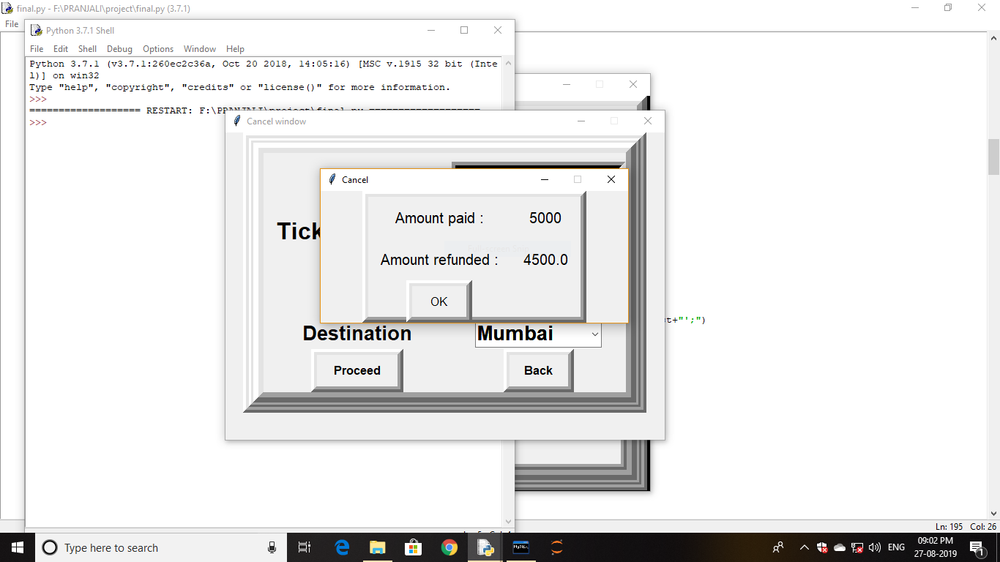 final.py - F:\PRANJALI\project\final.py (3.7.1)
File
Python 3.7.1 Shell
File Edit Shell Debug Options Window Help
Python 3.7.1 (v3.7.1:260ec2c36a, Oct 20 2018, 14:05:16) [MSC v.1915 32 bit (Inte
l)] on win32
Type "help", "copyright", "credits" or "license()" for more information.
>>>
=================== RESTART: F:\PRANJALI\project\final.py ===================
>>>
Cancel window
Cancel
Amount paid : 5000
Tick
Amount refunded : 4500.0
OK
t+"';")
Destination Mumbai
Proceed Back
Ln: 195 Col: 26
Type here to search
MySQL
ENG
09:02 PM
27-08-2019
1